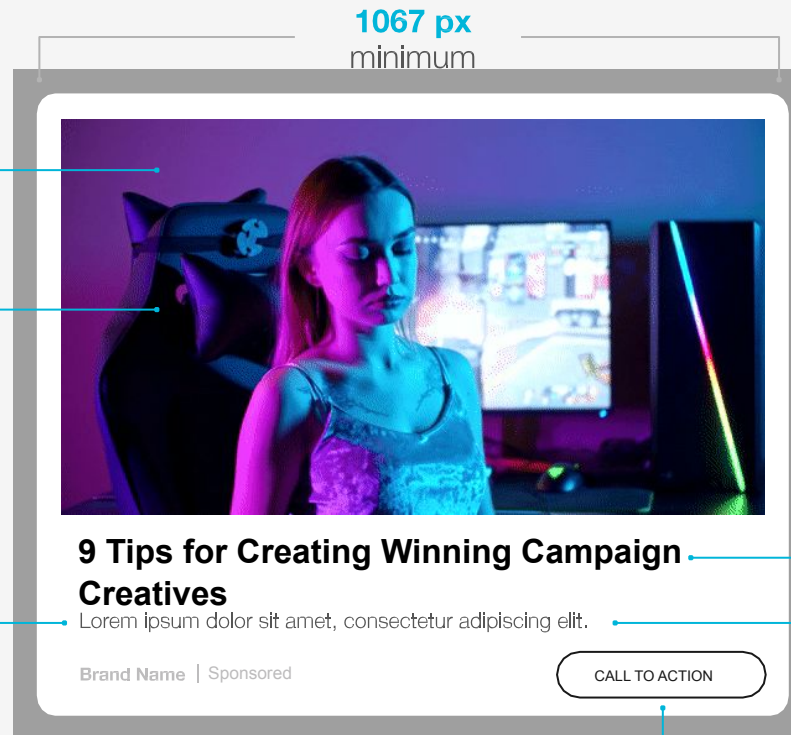 1067 px
minimum
9 Tips for Creating Winning Campaign
Creatives
Lorem ipsum dolor sit amet, consectetur adipiscing elit.
Brand Name | Sponsored
CALL TO ACTION